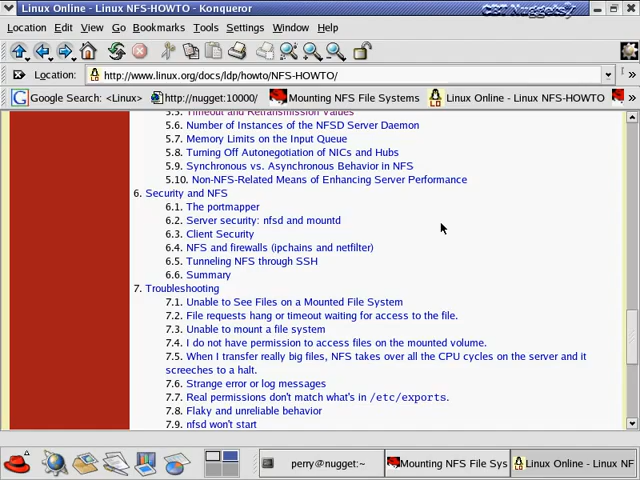 Linux Online - Linux NFS-HOWTO - Konqueror
CBT Nuggets
Location Edit View Go Bookmarks Tools Settings Window Help
Location: http://www.linux.org/docs/ldp/howto/NFS-HOWTO/
Google Search: <Linux> http://nugget:10000/ Mounting NFS File Systems Linux Online - Linux NFS-HOWTO
5.5. Timeout and Retransmission Values
5.6. Number of Instances of the NFSD Server Daemon
5.7. Memory Limits on the Input Queue
5.8. Turning Off Autonegotiation of NICs and Hubs
5.9. Synchronous vs. Asynchronous Behavior in NFS
5.10. Non-NFS-Related Means of Enhancing Server Performance
6. Security and NFS
6.1. The portmapper
6.2. Server security: nfsd and mountd
6.3. Client Security
6.4. NFS and firewalls (ipchains and netfilter)
6.5. Tunneling NFS through SSH
6.6. Summary
7. Troubleshooting
7.1. Unable to See Files on a Mounted File System
7.2. File requests hang or timeout waiting for access to the file.
7.3. Unable to mount a file system
7.4. I do not have permission to access files on the mounted volume.
7.5. When I transfer really big files, NFS takes over all the CPU cycles on the server and it
screeches to a halt.
7.6. Strange error or log messages
7.7. Real permissions don't match what's in /etc/exports.
7.8. Flaky and unreliable behavior
7.9. nfsd won't start
perry@nugget:~ Mounting NFS File Sys Linux Online - Linux NF